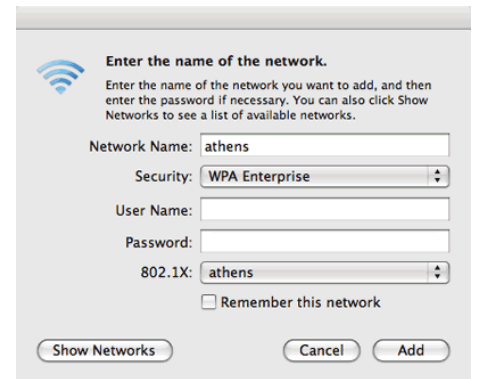 Enter the name of the network.
Enter the name of the network you want to add, and then
enter the password if necessary. You can also click Show
Networks to see a list of available networks.
Network Name: athens
Security: WPA Enterprise
User Name:
Password:
802.1X: athens
Remember this network
Show Networks Cancel Add